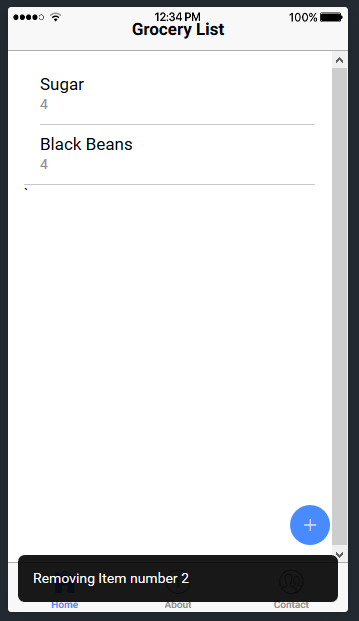 12:34 PM 100%
Grocery List
Sugar
4
Black Beans
4
`
Removing Item number 2
Home About Contact